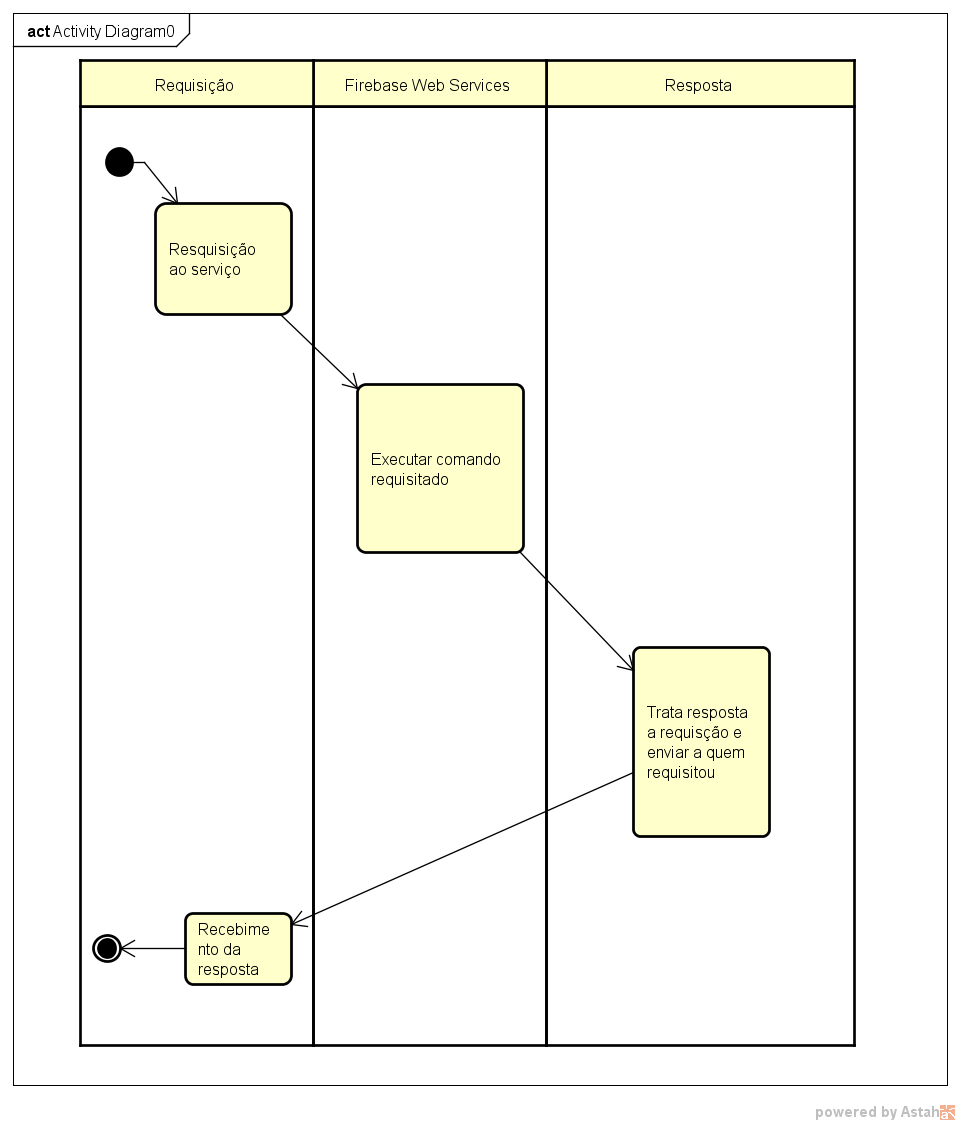 act Activity Diagram0
Requisição
Firebase Web Services
Resposta
Resquisição
ao serviço
Executar comando
requisitado
Trata resposta
a requisção e
enviar a quem
requisitou
Recebime
nto da
resposta
powered by Astah